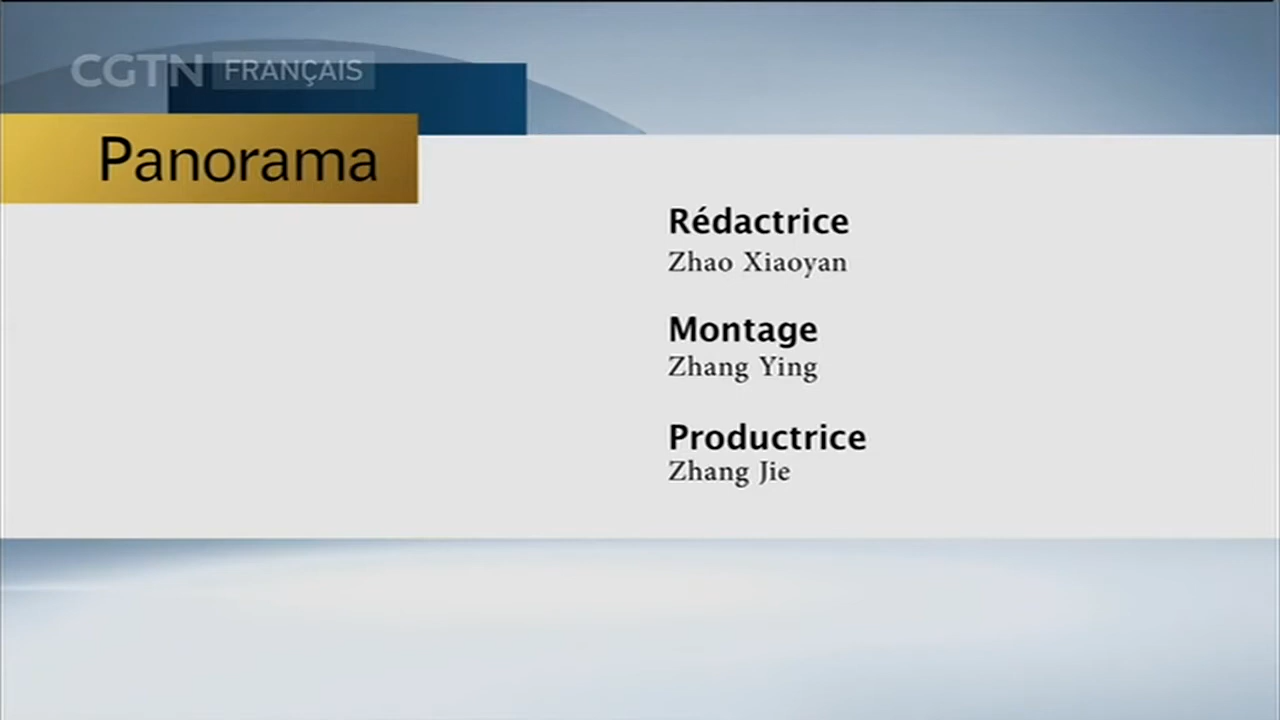 CGTN FRANÇAIS
Panorama
Rédactrice
Zhao Xiaoyan
Montage
Zhang Ying
Productrice
Zhang Jie